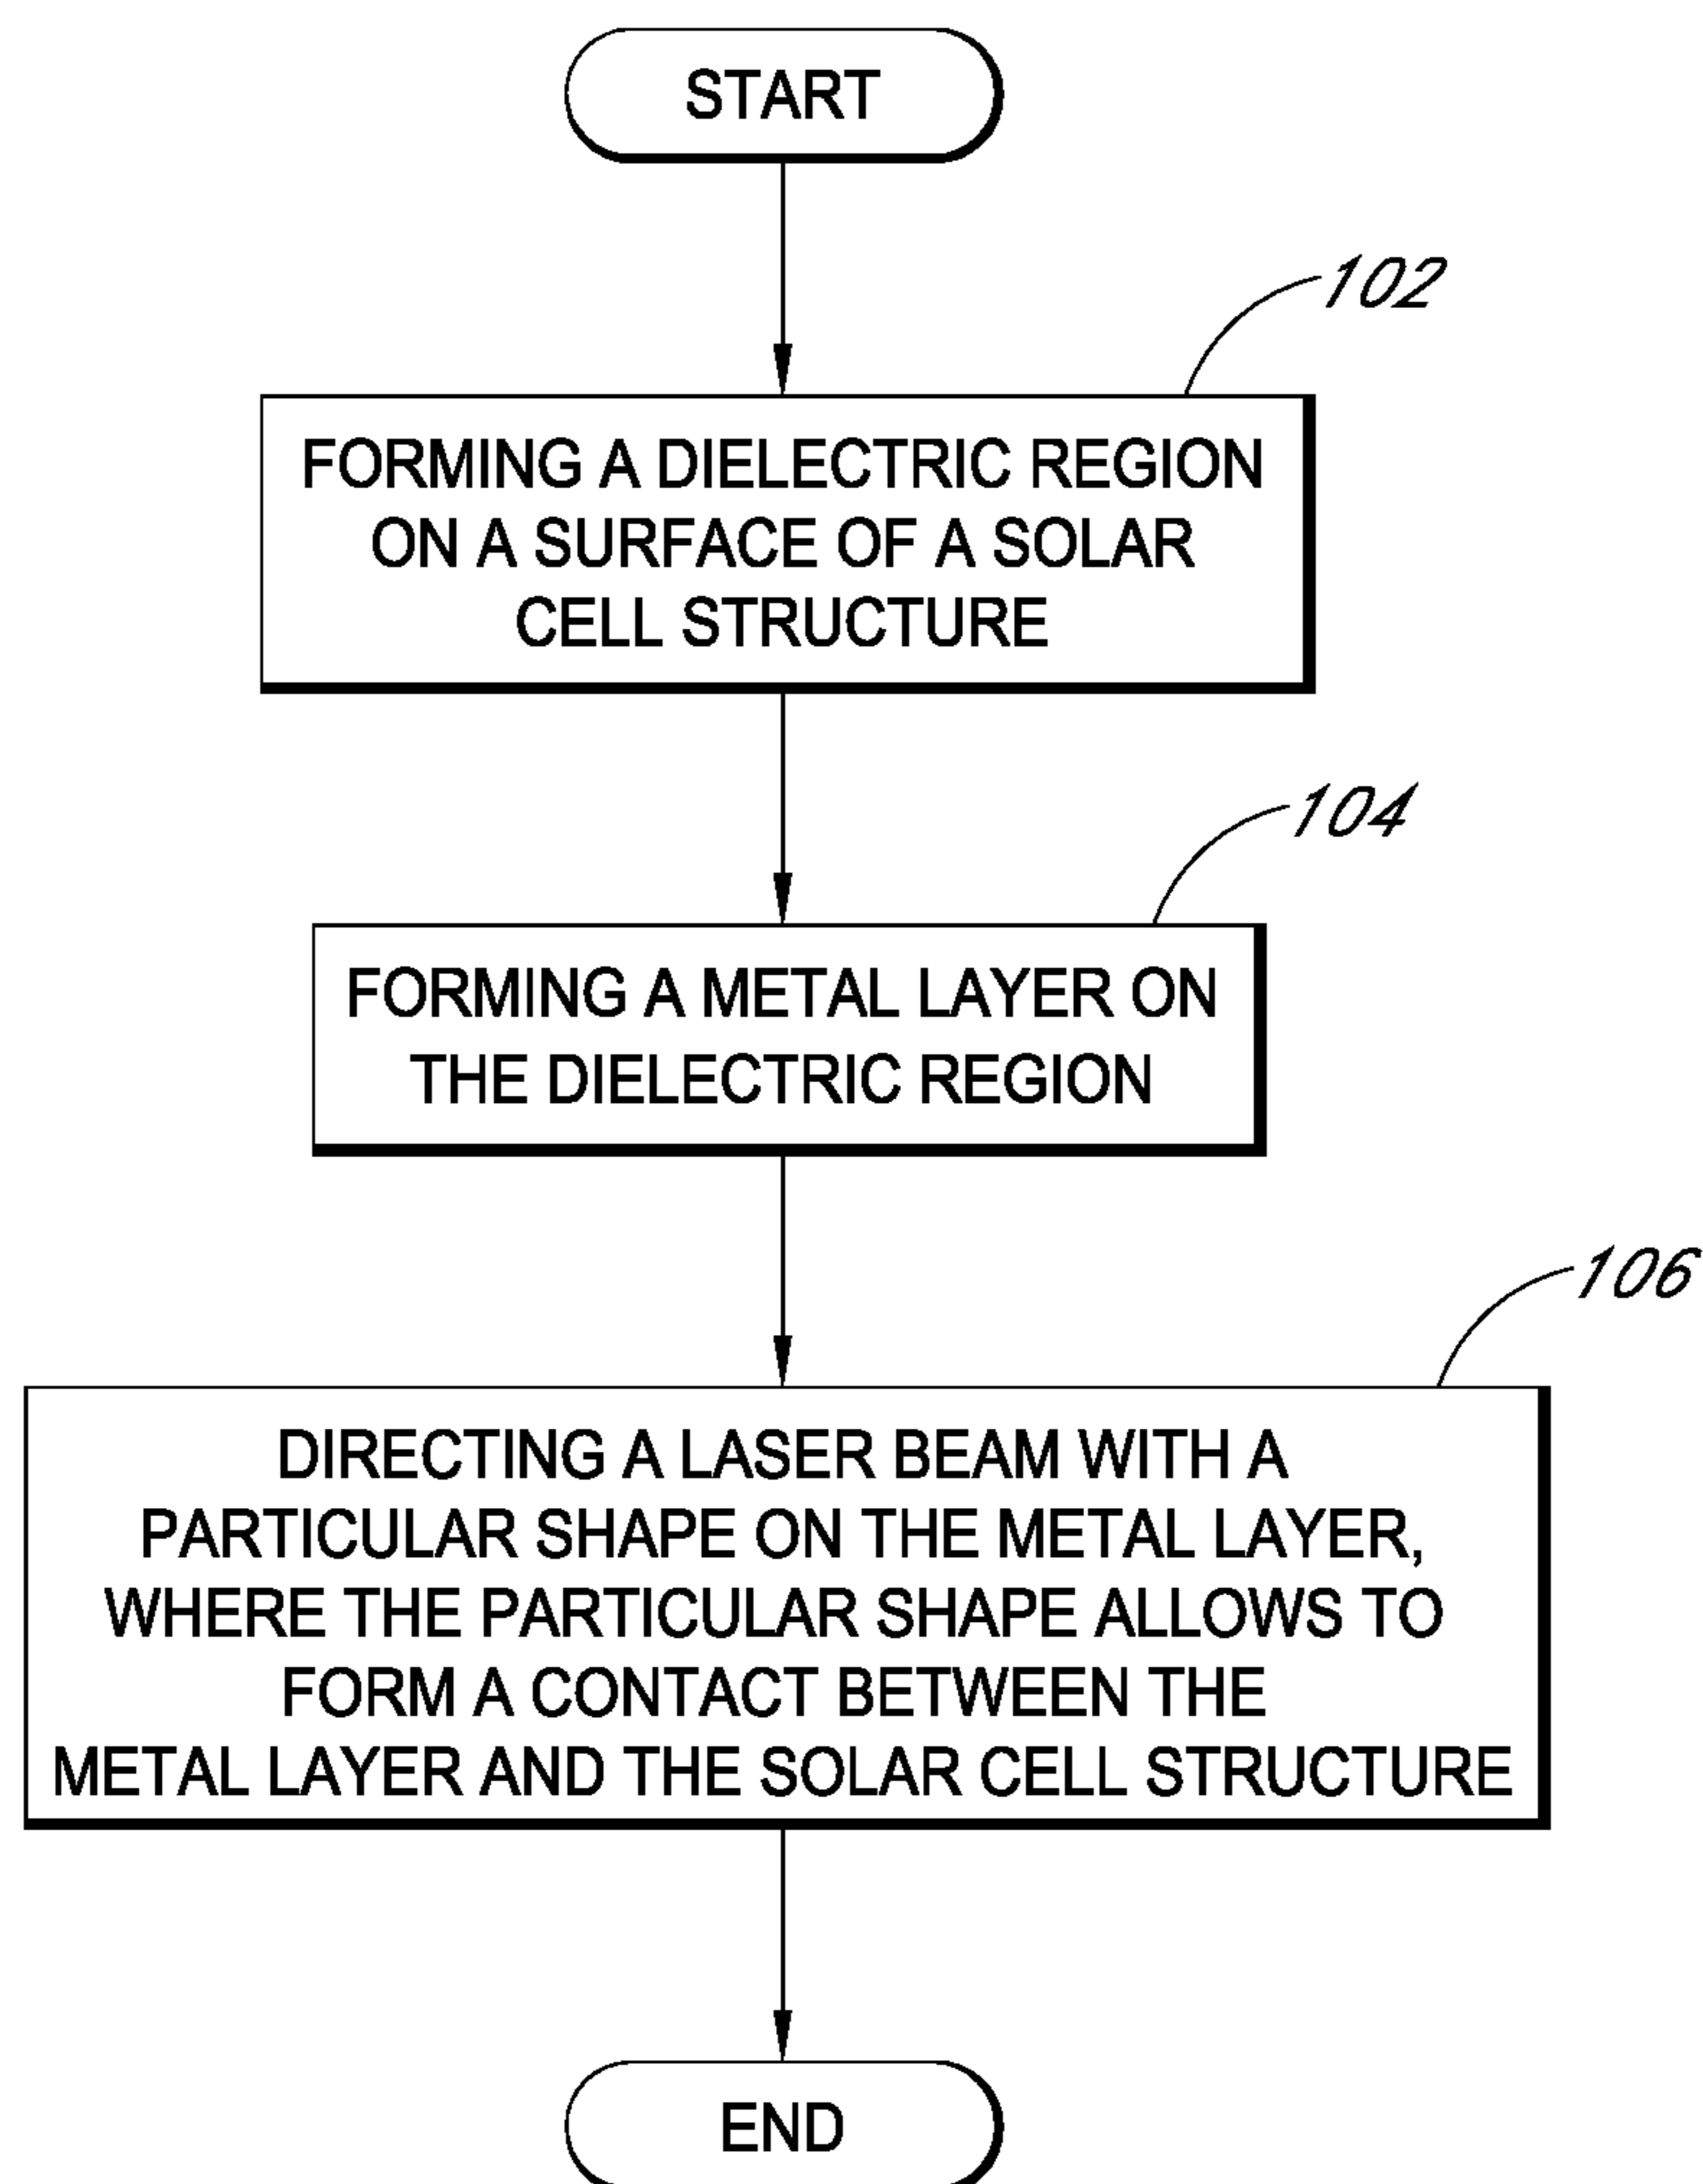 START
102
FORMING A DIELECTRIC REGION
ON A SURFACE OF A SOLAR
CELL STRUCTURE
104
FORMING A METAL LAYER ON
THE DIELECTRIC REGION
106
DIRECTING A LASER BEAM WITH A
PARTICULAR SHAPE ON THE METAL LAYER,
WHERE THE PARTICULAR SHAPE ALLOWS TO
FORM A CONTACT BETWEEN THE
METAL LAYER AND THE SOLAR CELL STRUCTURE
END